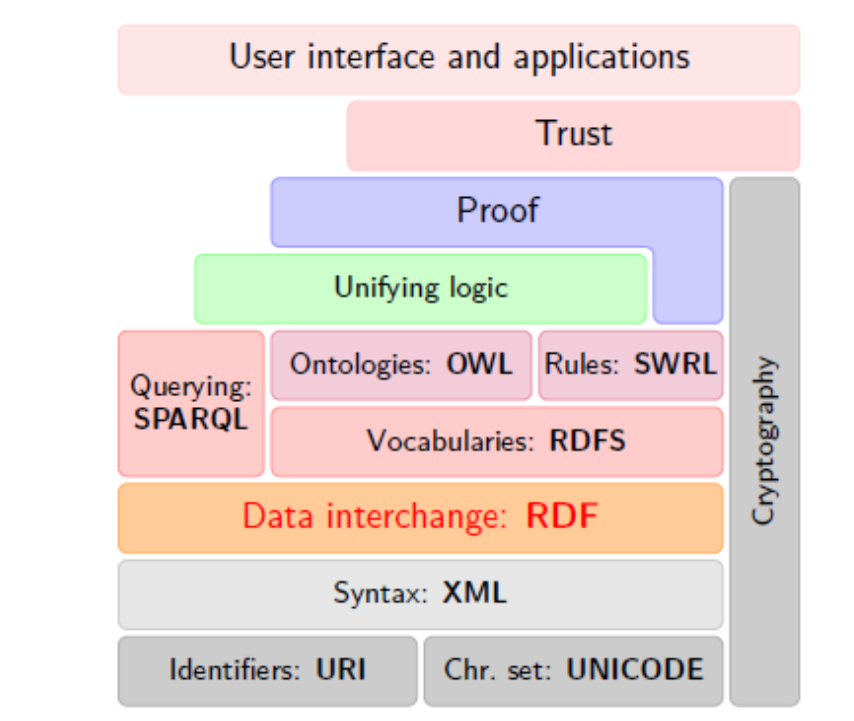 User interface and applications
Trust
Proof
Unifying logic
Ontologies: OWL
Rules: SWRL
Querying:
SPARQL
Vocabularies: RDFS
Cryptography
Data interchange: RDF
Syntax: XML
Identifiers: URI
Chr. set: UNICODE